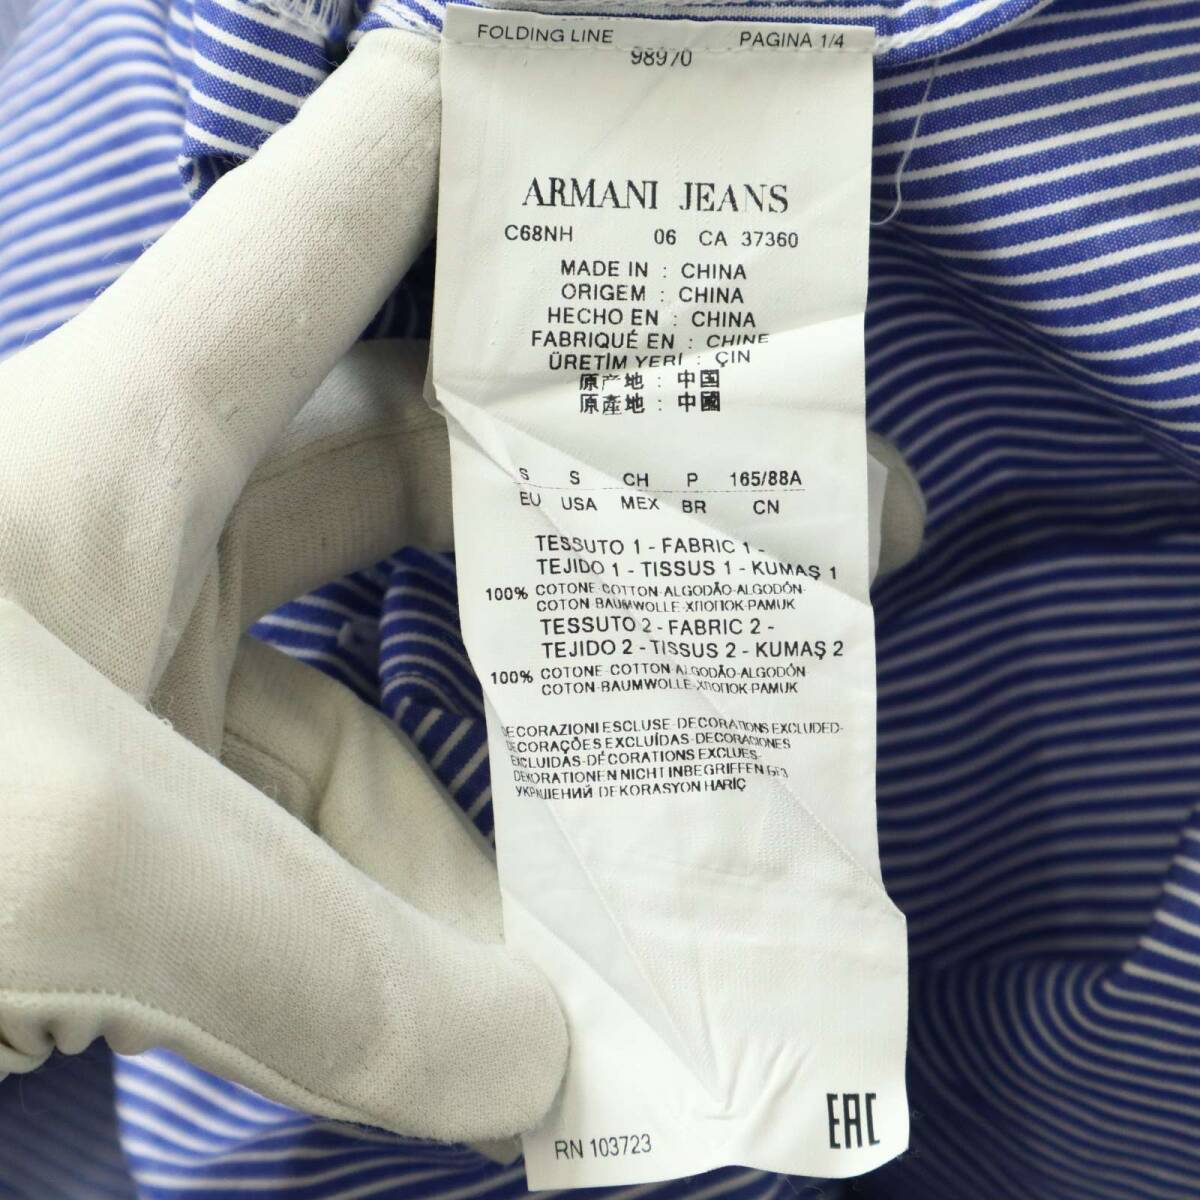 FOLDING LINE PAGINA 1/4
98970
ARMANI JEANS
C68NH 06 CA 37360
MADE IN : CHINA
ORIGEM : CHINA
HECHO EN : CHINA
FABRIQUÉ EN : CHINE
ÜRETİM YERİ : ÇIN
原产地 : 中国
原產地 : 中國
S S CH P 165/88A
EU USA MEX BR CN
TESSUTO 1 - FABRIC 1 -
TEJIDO 1 - TISSUS 1 - KUMAŞ 1
100% COTONE-COTTON-ALGODÃO-ALGODÓN-
COTON-BAUMWOLLE-ХЛОПОК-PAMUK
TESSUTO 2 - FABRIC 2 -
TEJIDO 2 - TISSUS 2 - KUMAŞ 2
100% COTONE-COTTON-ALGODÃO-ALGODÓN-
COTON-BAUMWOLLE-ХЛОПОК-PAMUK
DECORAZIONI ESCLUSE-DECORATIONS EXCLUDED-
DECORAÇÕES EXCLUÍDAS-DECORACIONES
EXCLUIDAS-DÉCORATIONS EXCLUES-
DEKORATIONEN NICHT INBEGRIFFEN-БЕЗ
УКРАШЕНИЙ DEKORASYON HARİÇ
EAC
RN 103723